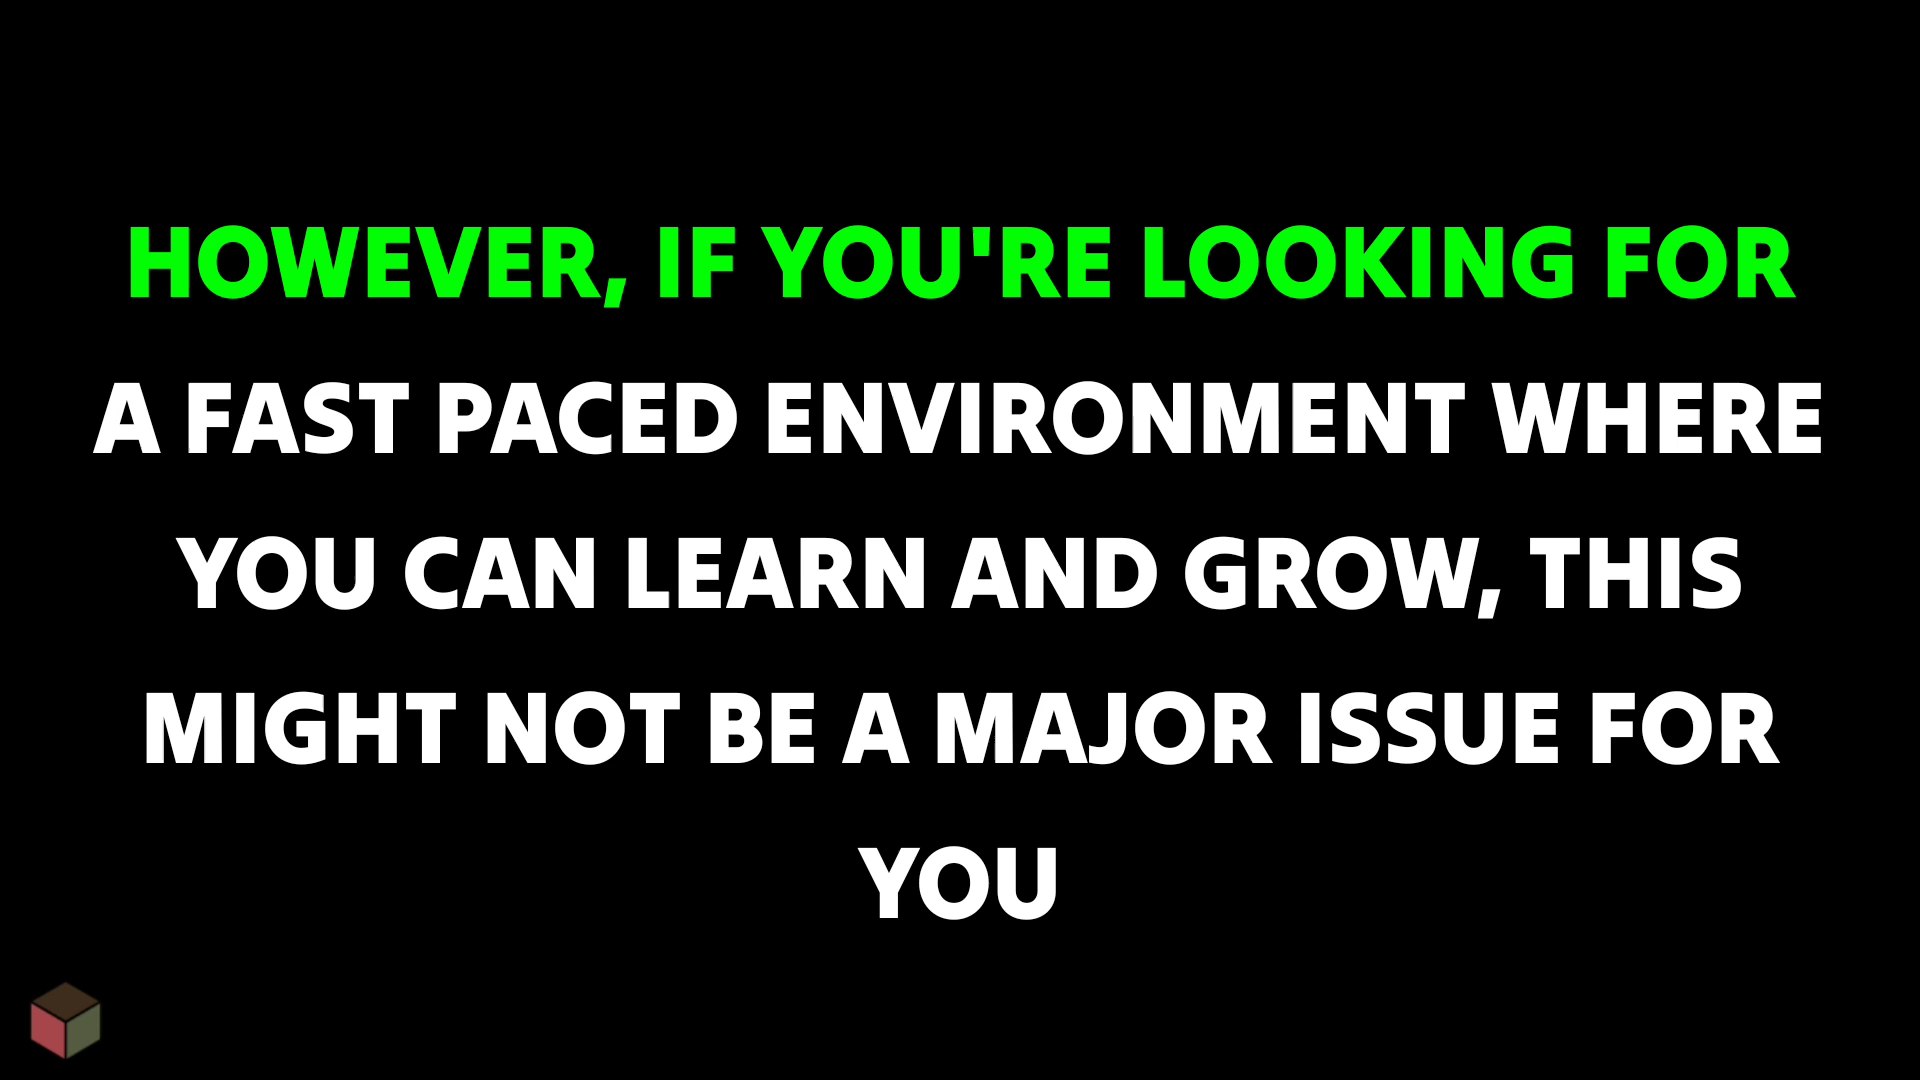 HOWEVER, IF YOU'RE LOOKING FOR
A FAST PACED ENVIRONMENT WHERE
YOU CAN LEARN AND GROW, THIS
MIGHT NOT BE A MAJOR ISSUE FOR
YOU